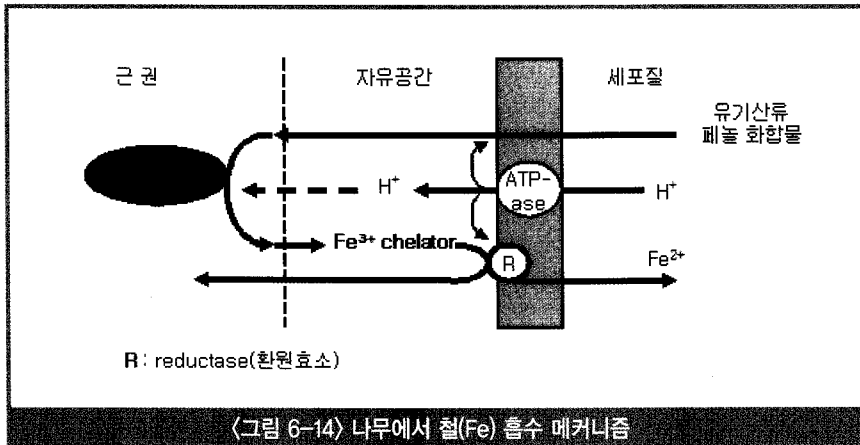 근 권
자유공간
세포질
유기산류
페놀 화합물
H⁺
ATP-
ase
H⁺
Fe³⁺ chelator
R
Fe²⁺
R : reductase(환원효소)
〈그림 6-14〉 나무에서 철(Fe) 흡수 메커니즘